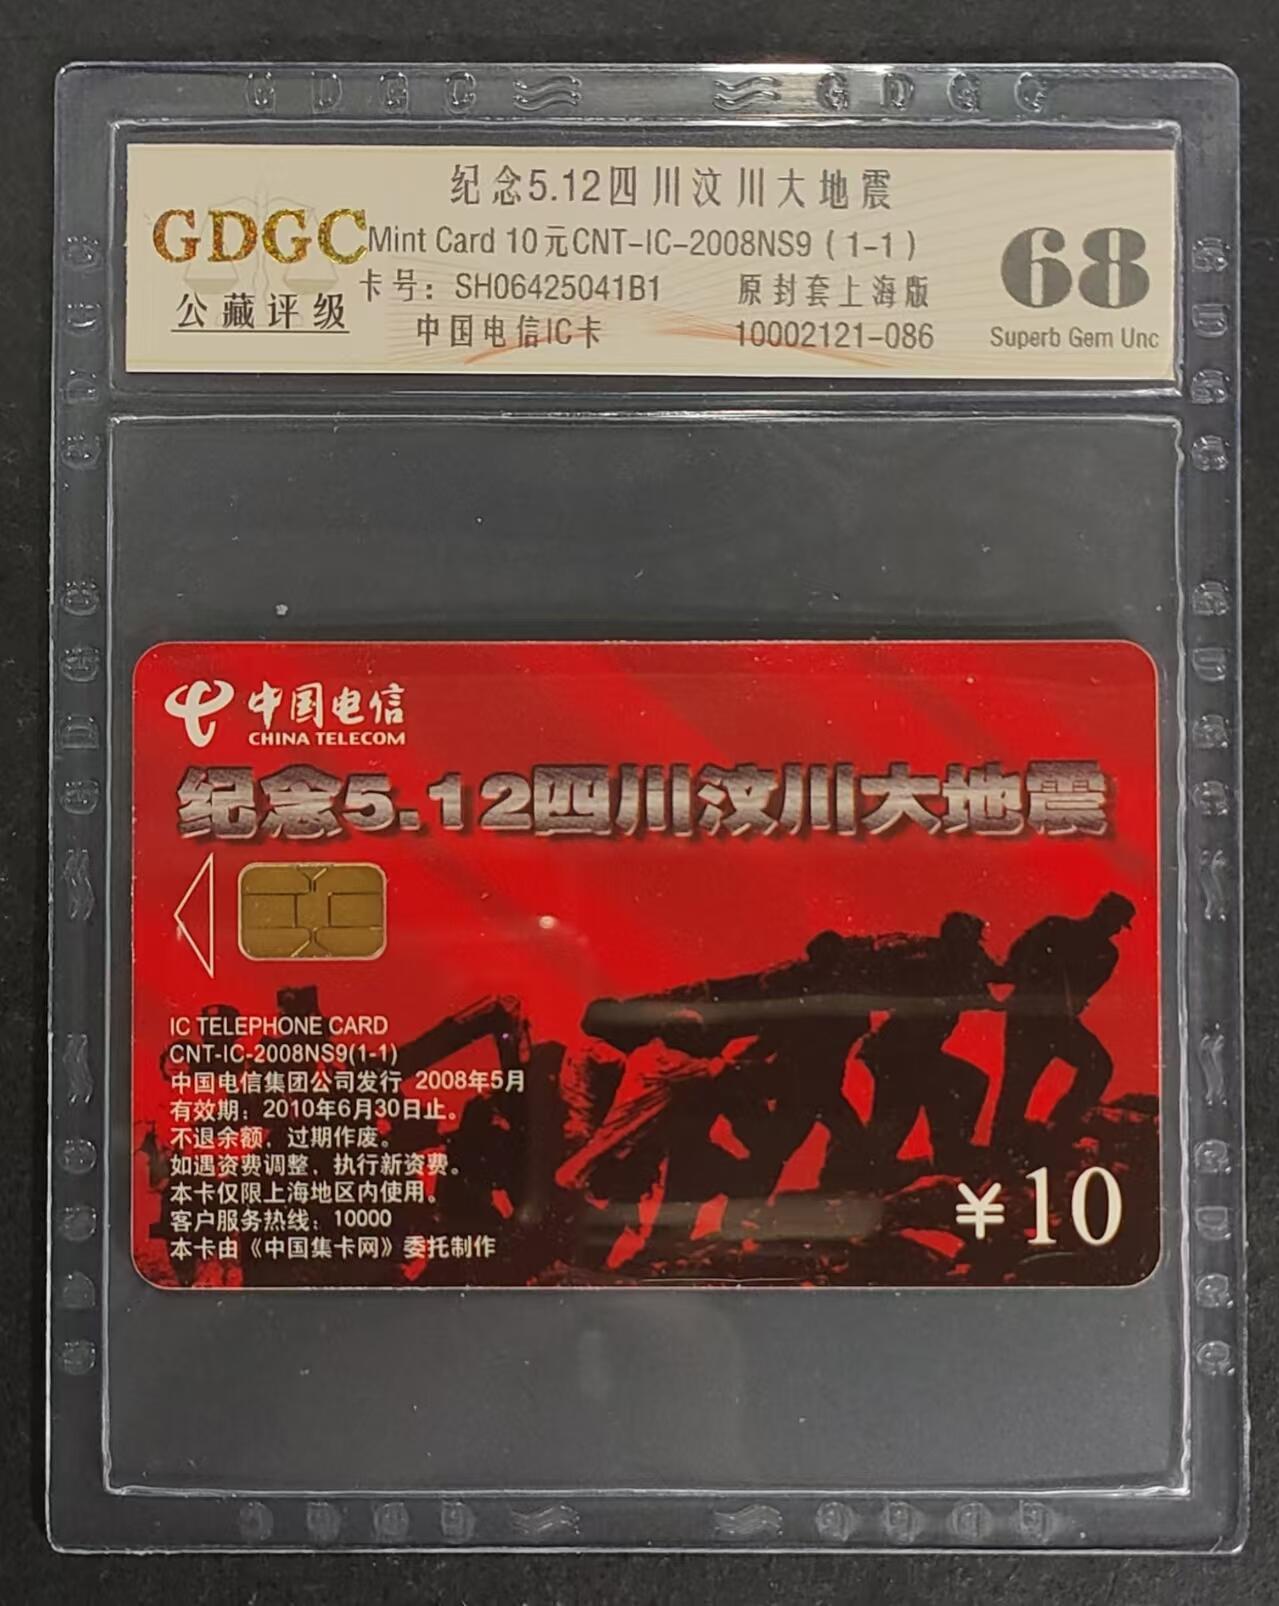 GDGC
公藏评级
纪念5.12四川汶川大地震
Mint Card 10元CNT-IC-2008NS9（1-1）
卡号：SH06425041B1 原封套上海版
中国电信IC卡 10002121-086
68
Superb Gem Unc
中国电信
CHINA TELECOM
纪念5.12四川汶川大地震
IC TELEPHONE CARD
CNT-IC-2008NS9(1-1)
中国电信集团公司发行 2008年5月
有效期：2010年6月30日止。
不退余额，过期作废。
如遇资费调整，执行新资费。
本卡仅限上海地区内使用。
客户服务热线：10000
本卡由《中国集卡网》委托制作
¥10